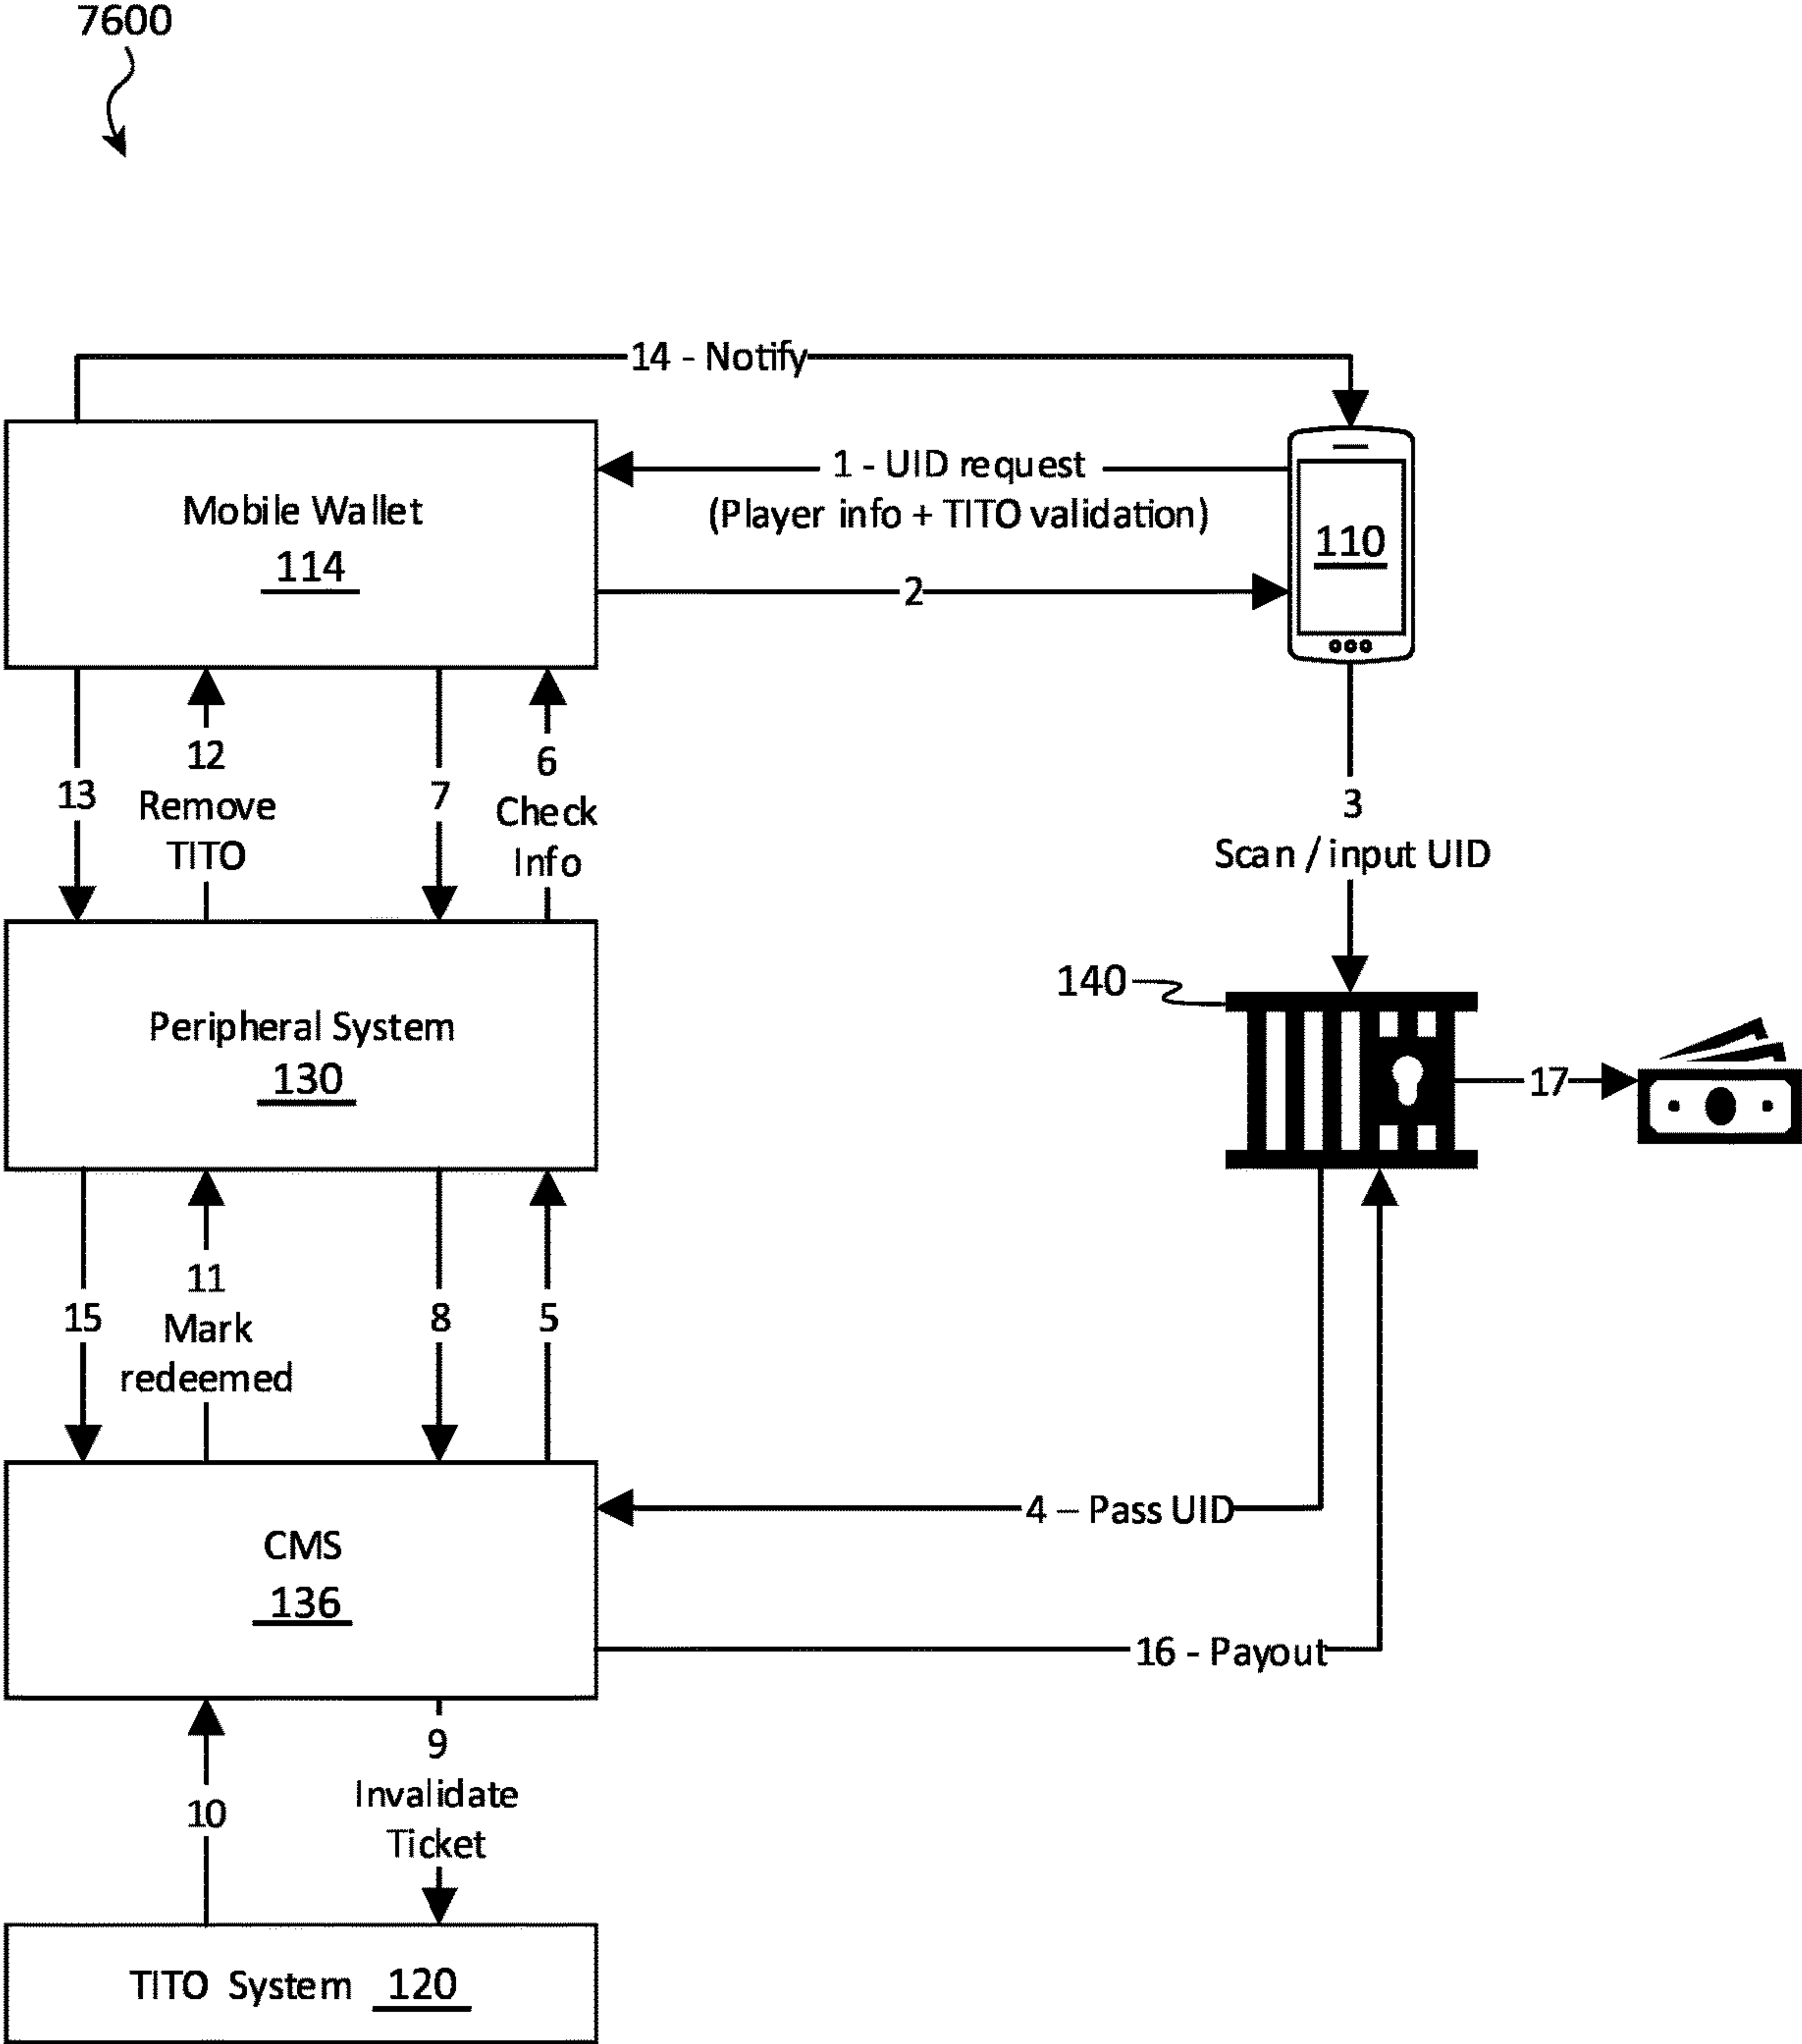 7600
14 - Notify
1 - UID request
(Player info + TITO validation)
Mobile Wallet
114
110
2
13
12
Remove
TITO
7
6
Check
Info
3
Scan / input UID
140
Peripheral System
130
17
15
11
Mark
redeemed
8
5
4 – Pass UID
CMS
136
16 - Payout
10
9
Invalidate
Ticket
TITO System 120